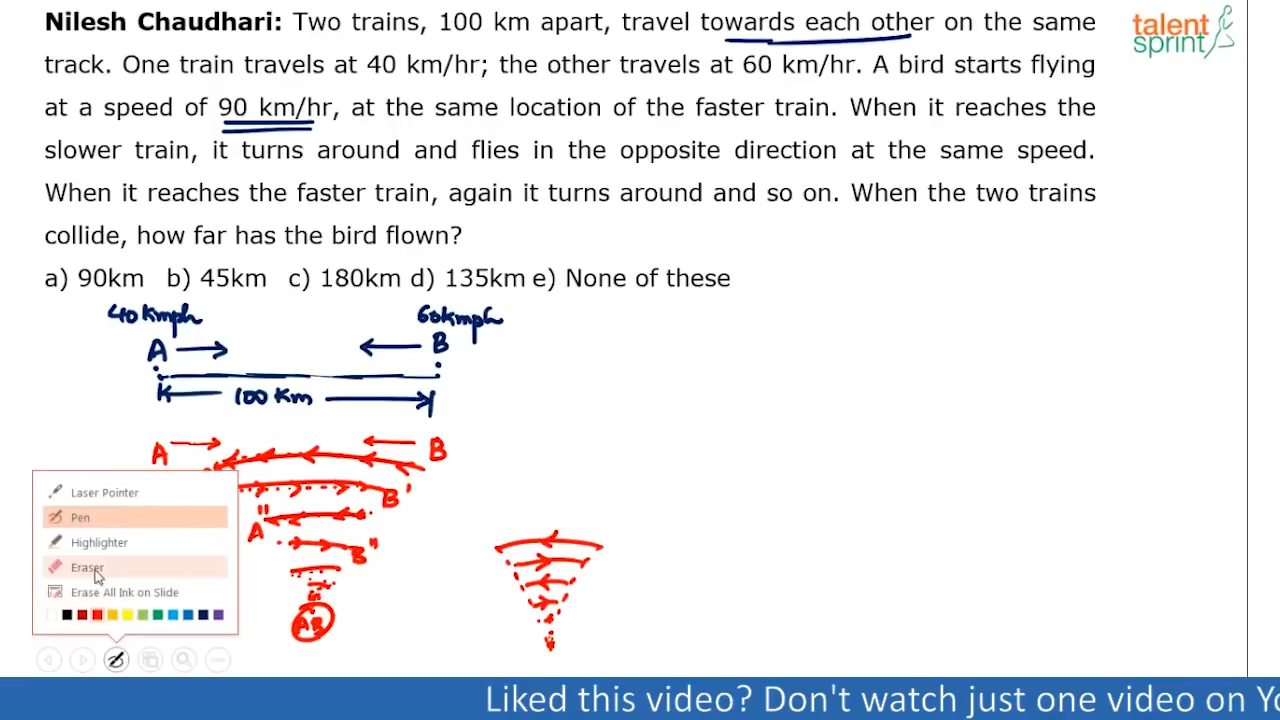 Nilesh Chaudhari: Two trains, 100 km apart, travel towards each other on the same
track. One train travels at 40 km/hr; the other travels at 60 km/hr. A bird starts flying
at a speed of 90 km/hr, at the same location of the faster train. When it reaches the
slower train, it turns around and flies in the opposite direction at the same speed.
When it reaches the faster train, again it turns around and so on. When the two trains
collide, how far has the bird flown?
a) 90km b) 45km c) 180km d) 135km e) None of these
talent
sprint
40kmph 60kmph
A B
100 Km
A B
B'
A"
B"
AB
Laser Pointer
Pen
Highlighter
Eraser
Erase All Ink on Slide
Liked this video? Don't watch just one video on Yo